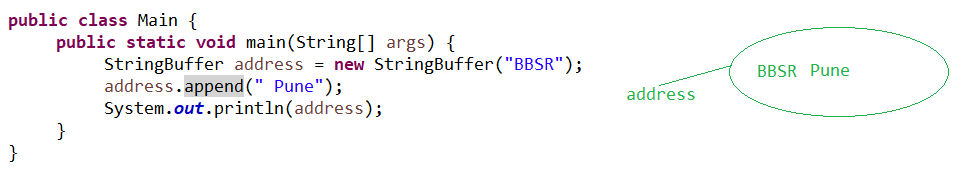 public class Main {
public static void main(String[] args) {
StringBuffer address = new StringBuffer("BBSR");
address.append(" Pune");
System.out.println(address);
}
}
BBSR Pune
address